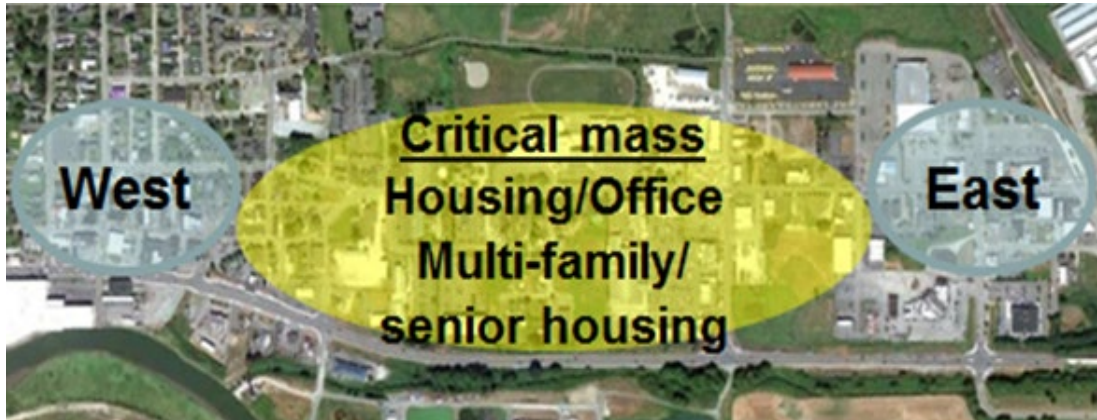 West
Critical mass
Housing/Office
Multi-family/
senior housing
East